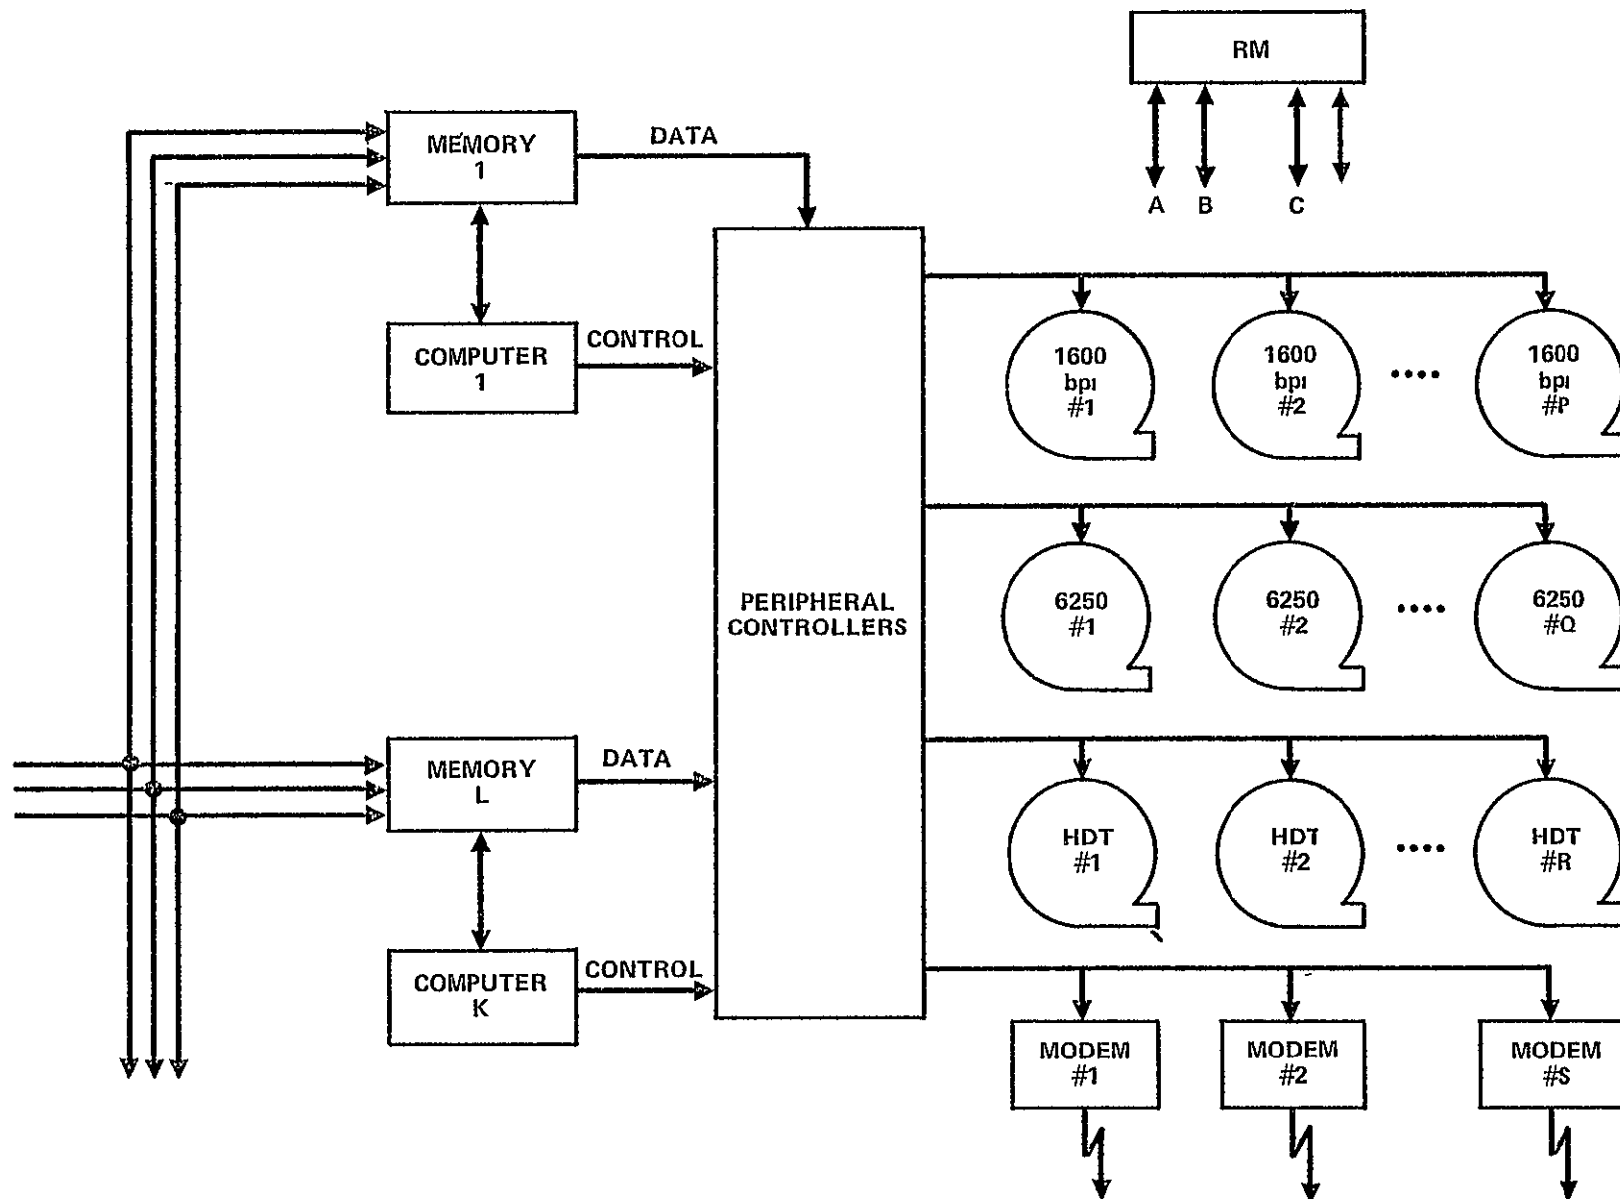 RM
A B C
MEMORY
1
DATA
COMPUTER
1
CONTROL
PERIPHERAL
CONTROLLERS
MEMORY
L
DATA
COMPUTER
K
CONTROL
1600
bpi
#1
1600
bpi
#2
••••
1600
bpi
#P
6250
#1
6250
#2
••••
6250
#Q
HDT
#1
HDT
#2
••••
HDT
#R
MODEM
#1
MODEM
#2
MODEM
#S